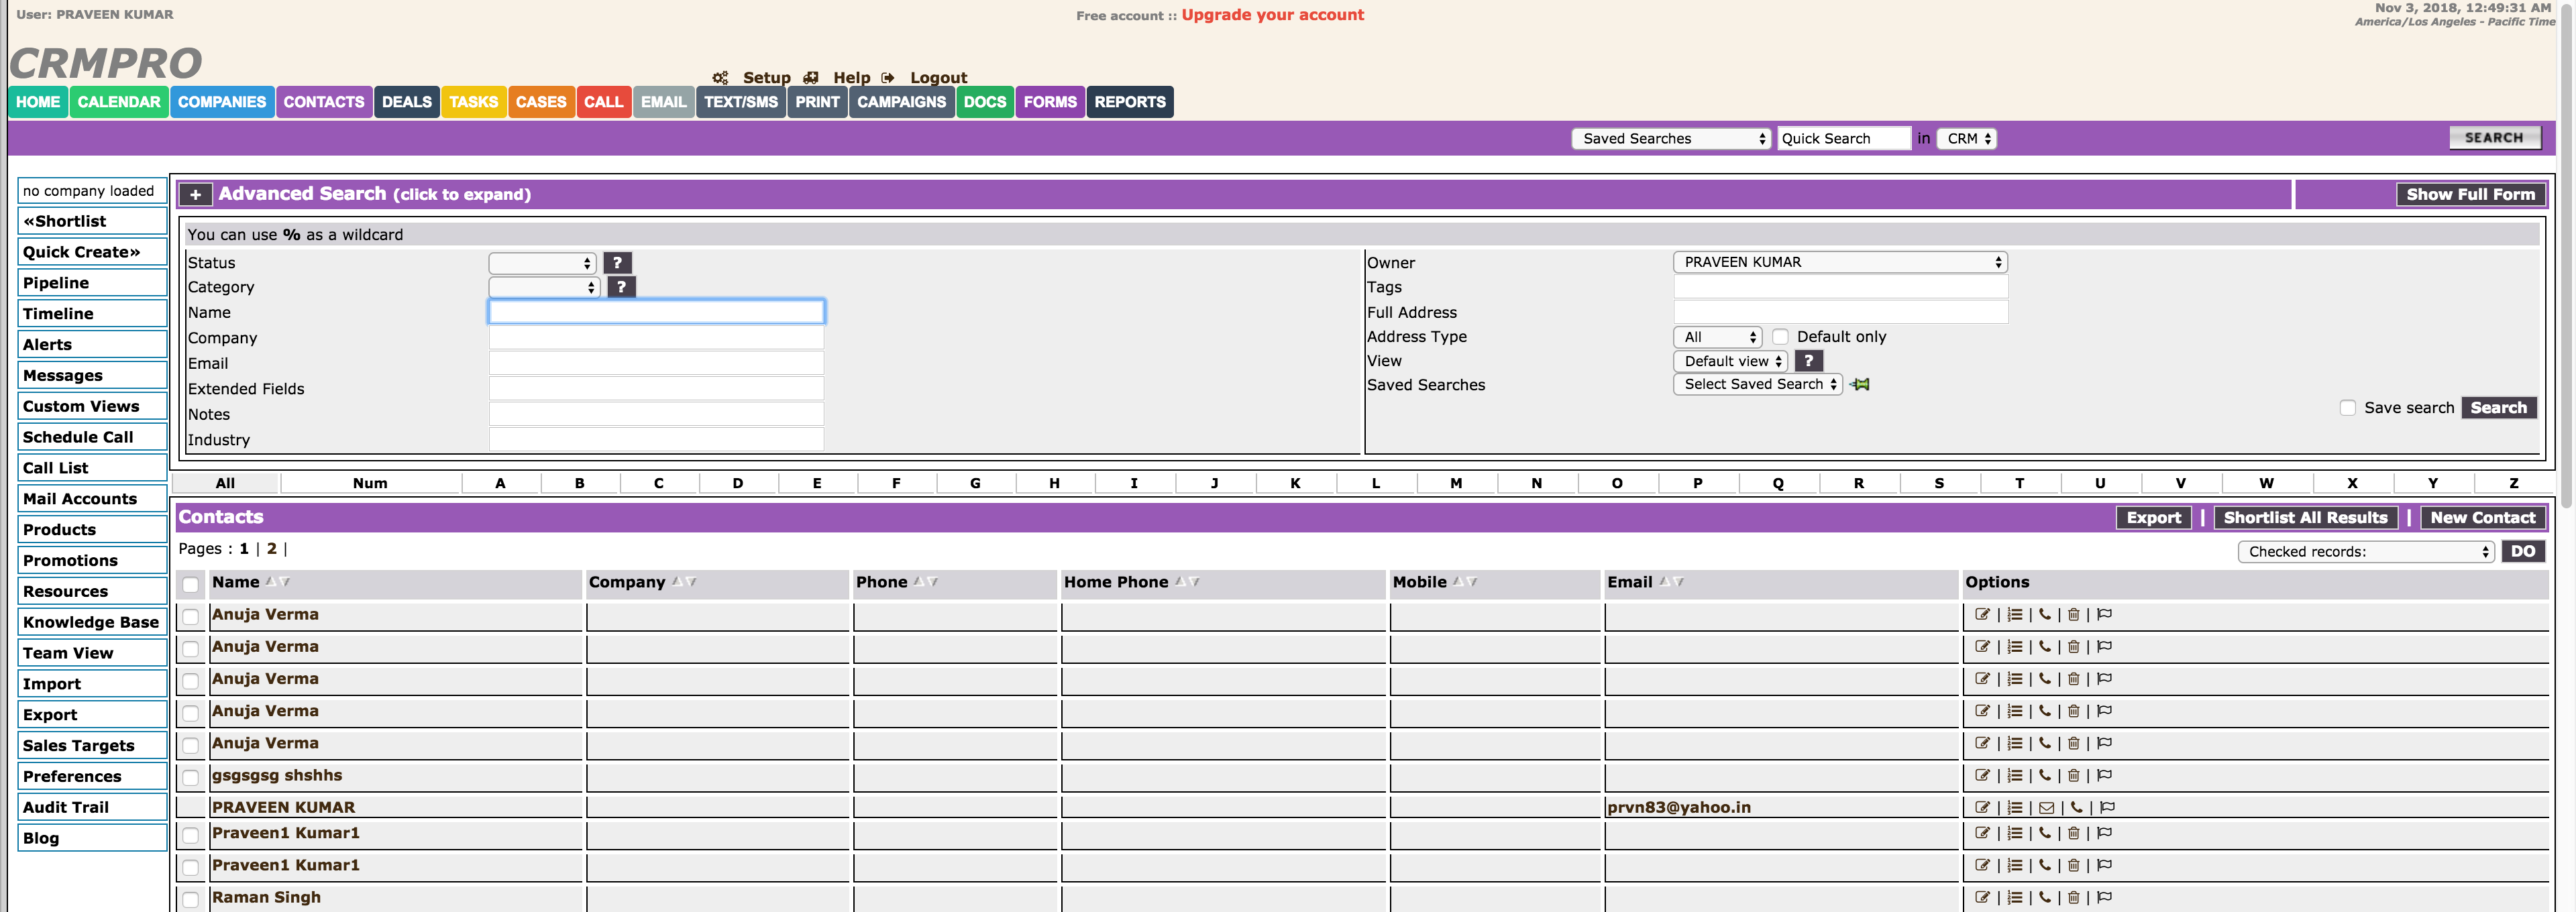 User: PRAVEEN KUMAR
Free account :: Upgrade your account
Nov 3, 2018, 12:49:31 AM
America/Los Angeles - Pacific Time
CRMPRO
Setup Help Logout
HOME CALENDAR COMPANIES CONTACTS DEALS TASKS CASES CALL EMAIL TEXT/SMS PRINT CAMPAIGNS DOCS FORMS REPORTS
Saved Searches Quick Search in CRM SEARCH
no company loaded
«Shortlist
Quick Create»
Pipeline
Timeline
Alerts
Messages
Custom Views
Schedule Call
Call List
Mail Accounts
Products
Promotions
Resources
Knowledge Base
Team View
Import
Export
Sales Targets
Preferences
Audit Trail
Blog
+ Advanced Search (click to expand) Show Full Form
You can use % as a wildcard
Status ?
Category ?
Name
Company
Email
Extended Fields
Notes
Industry
Owner PRAVEEN KUMAR
Tags
Full Address
Address Type All Default only
View Default view ?
Saved Searches Select Saved Search
Save search Search
All Num A B C D E F G H I J K L M N O P Q R S T U V W X Y Z
Contacts Export | Shortlist All Results | New Contact
Pages : 1 | 2 |
Checked records: DO
Name Company Phone Home Phone Mobile Email Options
Anuja Verma | | | |
Anuja Verma | | | |
Anuja Verma | | | |
Anuja Verma | | | |
Anuja Verma | | | |
gsgsgsg shshhs | | | |
PRAVEEN KUMAR prvn83@yahoo.in | | | |
Praveen1 Kumar1 | | | |
Praveen1 Kumar1 | | | |
Raman Singh | | | |